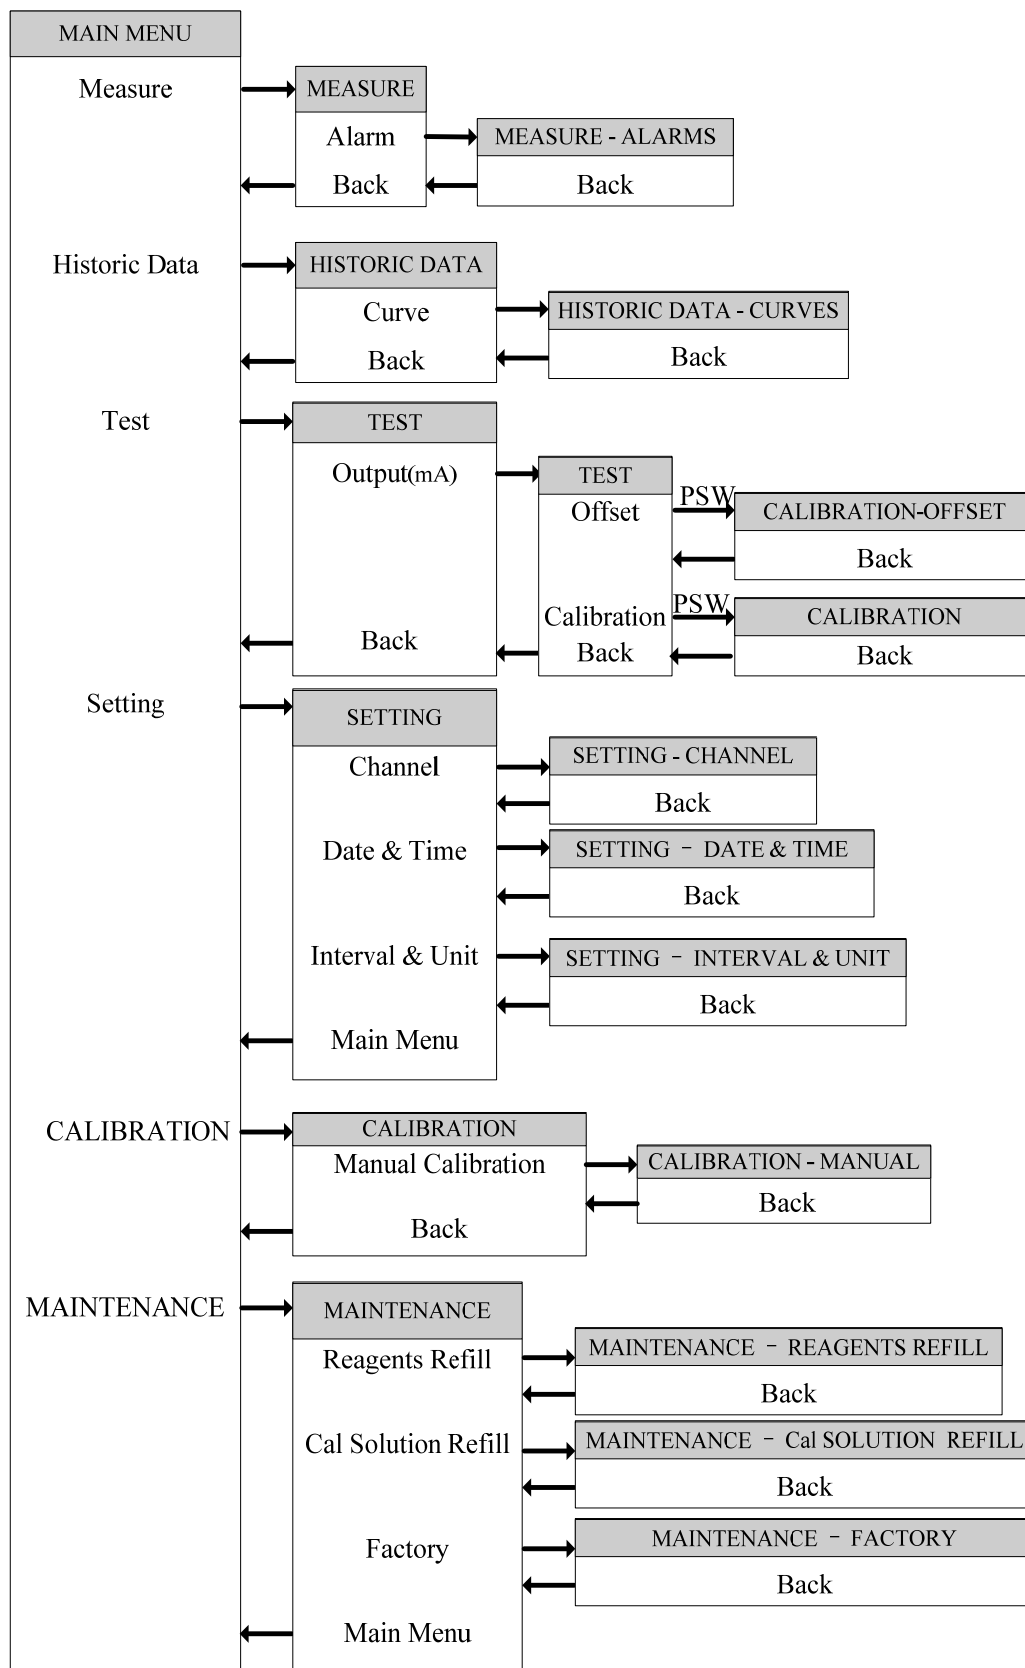 MAIN MENU
Measure
MEASURE
Alarm
MEASURE - ALARMS
Back
Back
Historic Data
HISTORIC DATA
Curve
HISTORIC DATA - CURVES
Back
Back
Test
TEST
Output(mA)
TEST
Offset
PSW
CALIBRATION-OFFSET
Back
Calibration
PSW
CALIBRATION
Back
Back
Back
Setting
SETTING
Channel
SETTING - CHANNEL
Back
Date & Time
SETTING - DATE & TIME
Back
Interval & Unit
SETTING - INTERVAL & UNIT
Back
Main Menu
CALIBRATION
CALIBRATION
Manual Calibration
CALIBRATION - MANUAL
Back
Back
MAINTENANCE
MAINTENANCE
Reagents Refill
MAINTENANCE - REAGENTS REFILL
Back
Cal Solution Refill
MAINTENANCE - Cal SOLUTION REFILL
Back
Factory
MAINTENANCE - FACTORY
Back
Main Menu